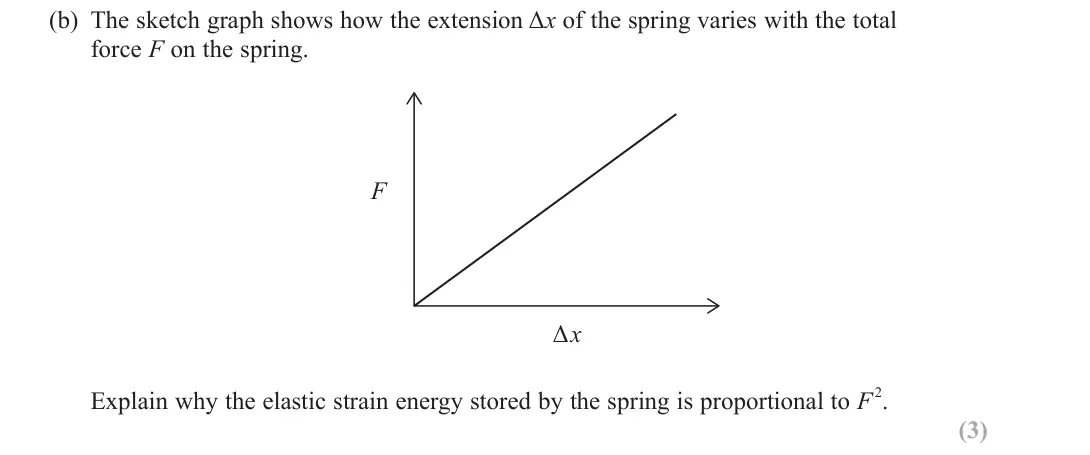 (b) The sketch graph shows how the extension Δx of the spring varies with the total
force F on the spring.
F
Δx
Explain why the elastic strain energy stored by the spring is proportional to F².
(3)